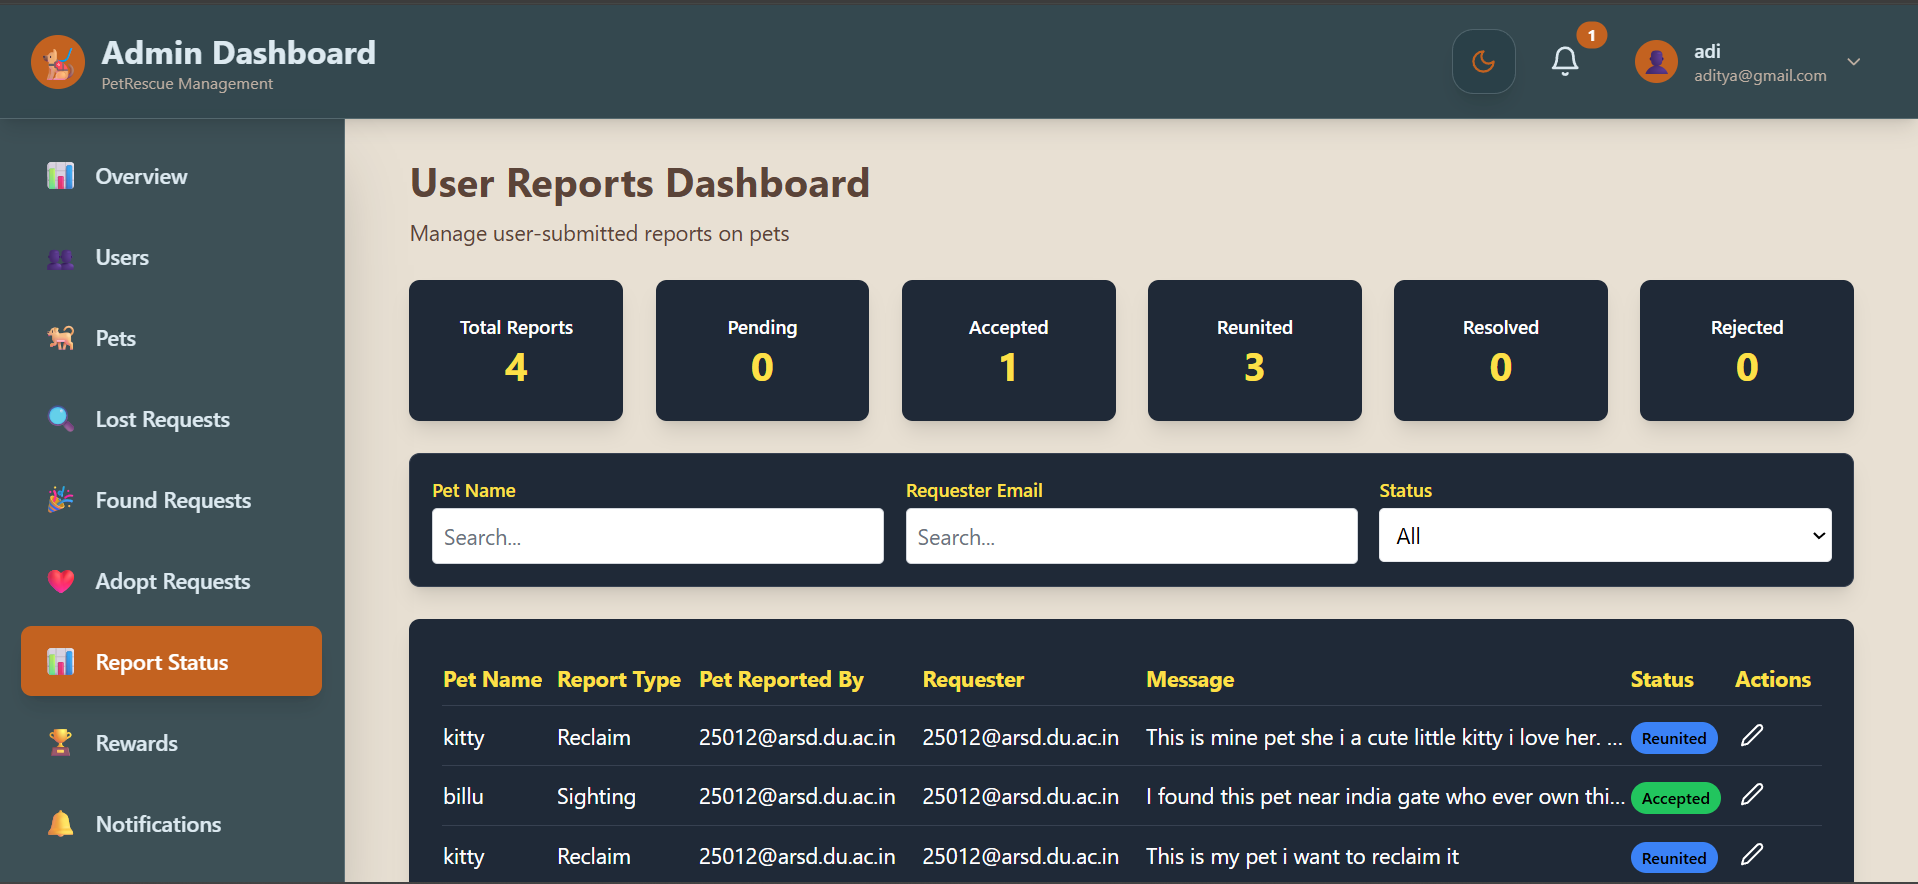 Admin Dashboard
PetRescue Management
1
adi
aditya@gmail.com
Overview
Users
Pets
Lost Requests
Found Requests
Adopt Requests
Report Status
Rewards
Notifications
User Reports Dashboard
Manage user-submitted reports on pets
Total Reports Pending Accepted Reunited Resolved Rejected
4 0 1 3 0 0
Pet Name Requester Email Status
Search... Search... All
Pet Name Report Type Pet Reported By Requester Message Status Actions
kitty Reclaim 25012@arsd.du.ac.in 25012@arsd.du.ac.in This is mine pet she i a cute little kitty i love her. ... Reunited
billu Sighting 25012@arsd.du.ac.in 25012@arsd.du.ac.in I found this pet near india gate who ever own thi... Accepted
kitty Reclaim 25012@arsd.du.ac.in 25012@arsd.du.ac.in This is my pet i want to reclaim it Reunited